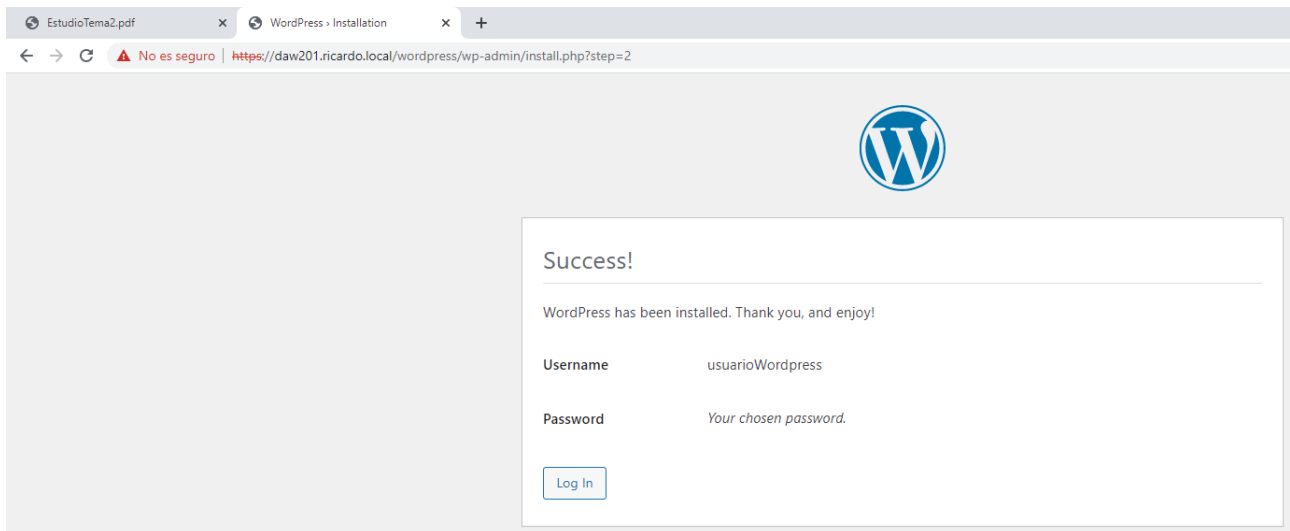 EstudioTema2.pdf
WordPress › Installation
No es seguro | https://daw201.ricardo.local/wordpress/wp-admin/install.php?step=2
W
Success!
WordPress has been installed. Thank you, and enjoy!
Username usuarioWordpress
Password Your chosen password.
Log In